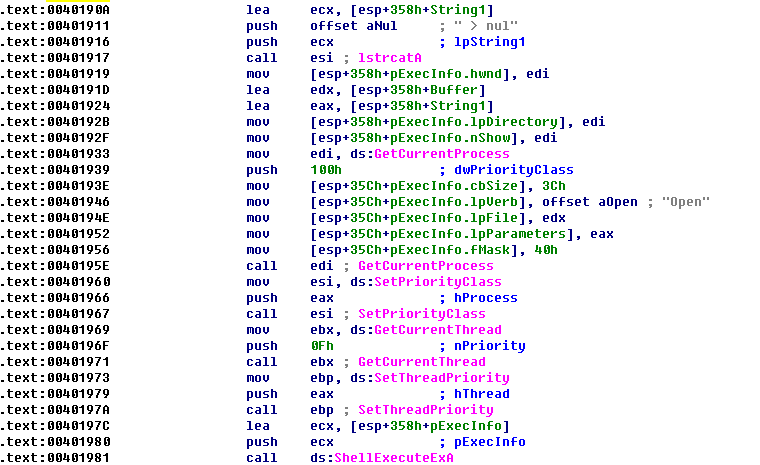 .text:0040190A lea ecx, [esp+358h+String1]
.text:00401911 push offset aNul ; " > nul"
.text:00401916 push ecx ; lpString1
.text:00401917 call esi ; lstrcatA
.text:00401919 mov [esp+358h+pExecInfo.hwnd], edi
.text:0040191D lea edx, [esp+358h+Buffer]
.text:00401924 lea eax, [esp+358h+String1]
.text:0040192B mov [esp+358h+pExecInfo.lpDirectory], edi
.text:0040192F mov [esp+358h+pExecInfo.nShow], edi
.text:00401933 mov edi, ds:GetCurrentProcess
.text:00401939 push 100h ; dwPriorityClass
.text:0040193E mov [esp+35Ch+pExecInfo.cbSize], 3Ch
.text:00401946 mov [esp+35Ch+pExecInfo.lpVerb], offset aOpen ; "Open"
.text:0040194E mov [esp+35Ch+pExecInfo.lpFile], edx
.text:00401952 mov [esp+35Ch+pExecInfo.lpParameters], eax
.text:00401956 mov [esp+35Ch+pExecInfo.fMask], 40h
.text:0040195E call edi ; GetCurrentProcess
.text:00401960 mov esi, ds:SetPriorityClass
.text:00401966 push eax ; hProcess
.text:00401967 call esi ; SetPriorityClass
.text:00401969 mov ebx, ds:GetCurrentThread
.text:0040196F push 0Fh ; nPriority
.text:00401971 call ebx ; GetCurrentThread
.text:00401973 mov ebp, ds:SetThreadPriority
.text:00401979 push eax ; hThread
.text:0040197A call ebp ; SetThreadPriority
.text:0040197C lea ecx, [esp+358h+pExecInfo]
.text:00401980 push ecx ; pExecInfo
.text:00401981 call ds:ShellExecuteExA